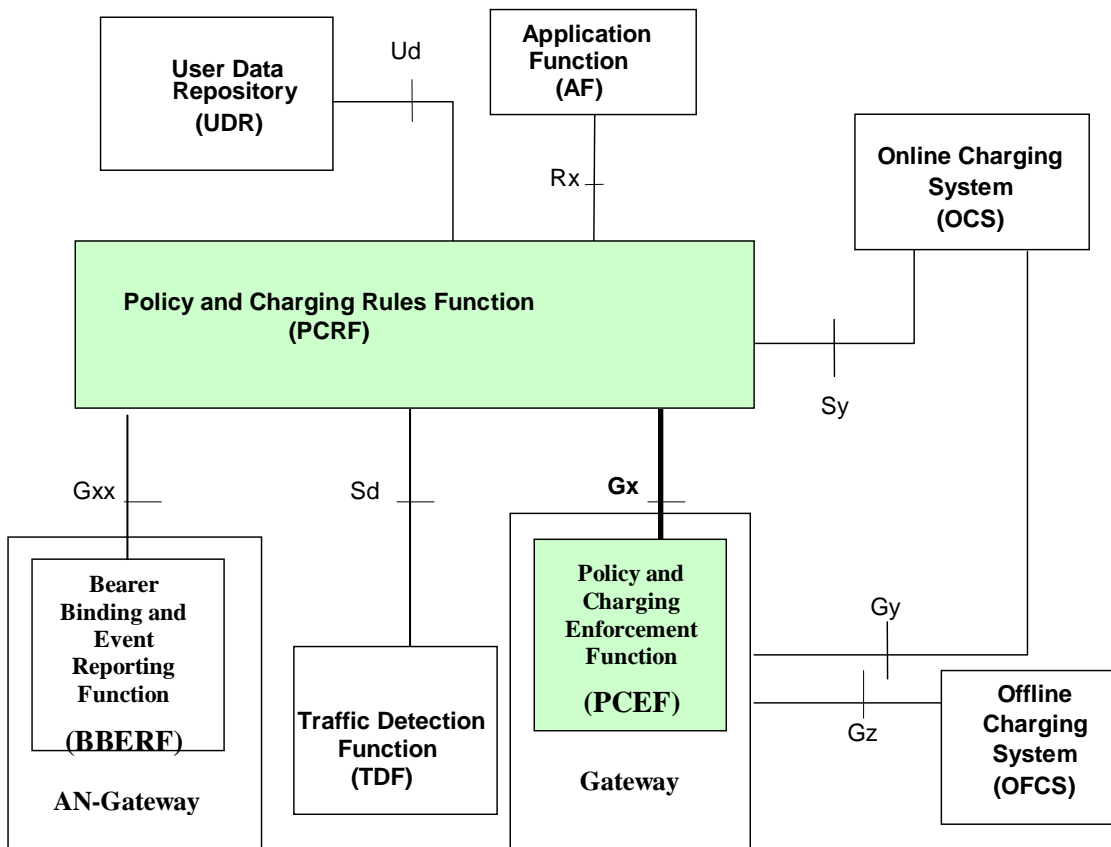 User Data
Repository
(UDR)
Ud
Application
Function
(AF)
Rx
Online Charging
System
(OCS)
Policy and Charging Rules Function
(PCRF)
Sy
Gxx
Sd
Gx
Bearer
Binding and
Event
Reporting
Function
(BBERF)
AN-Gateway
Traffic Detection
Function
(TDF)
Policy and
Charging
Enforcement
Function
(PCEF)
Gateway
Gy
Gz
Offline
Charging
System
(OFCS)